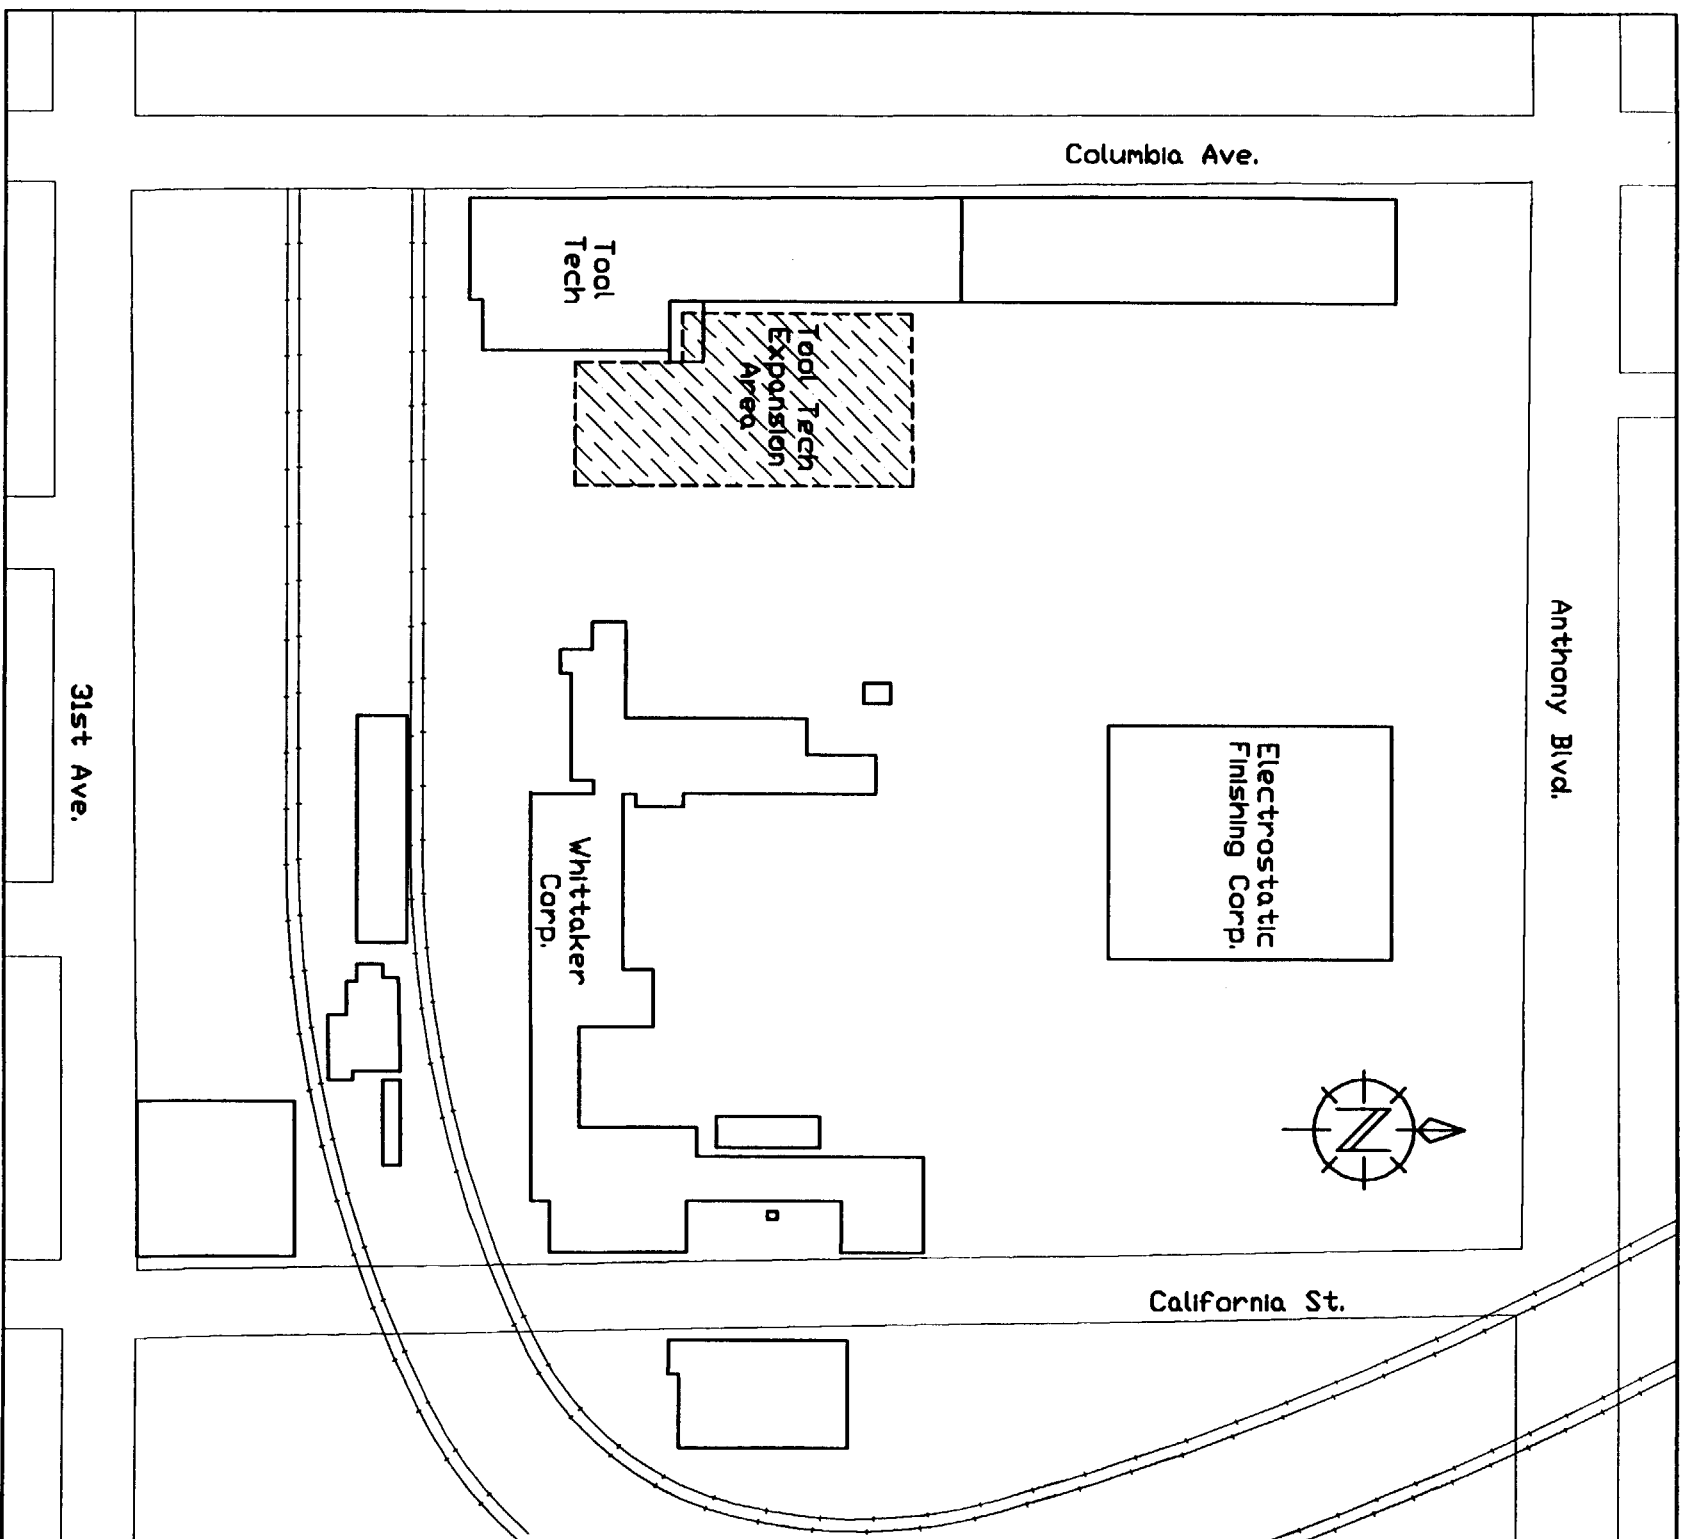 Columbia Ave.
Tool
Tech
Tool Tech
Expansion
Area
Anthony Blvd.
31st Ave.
Electrostatic
Finishing Corp.
Whittaker
Corp.
N
California St.